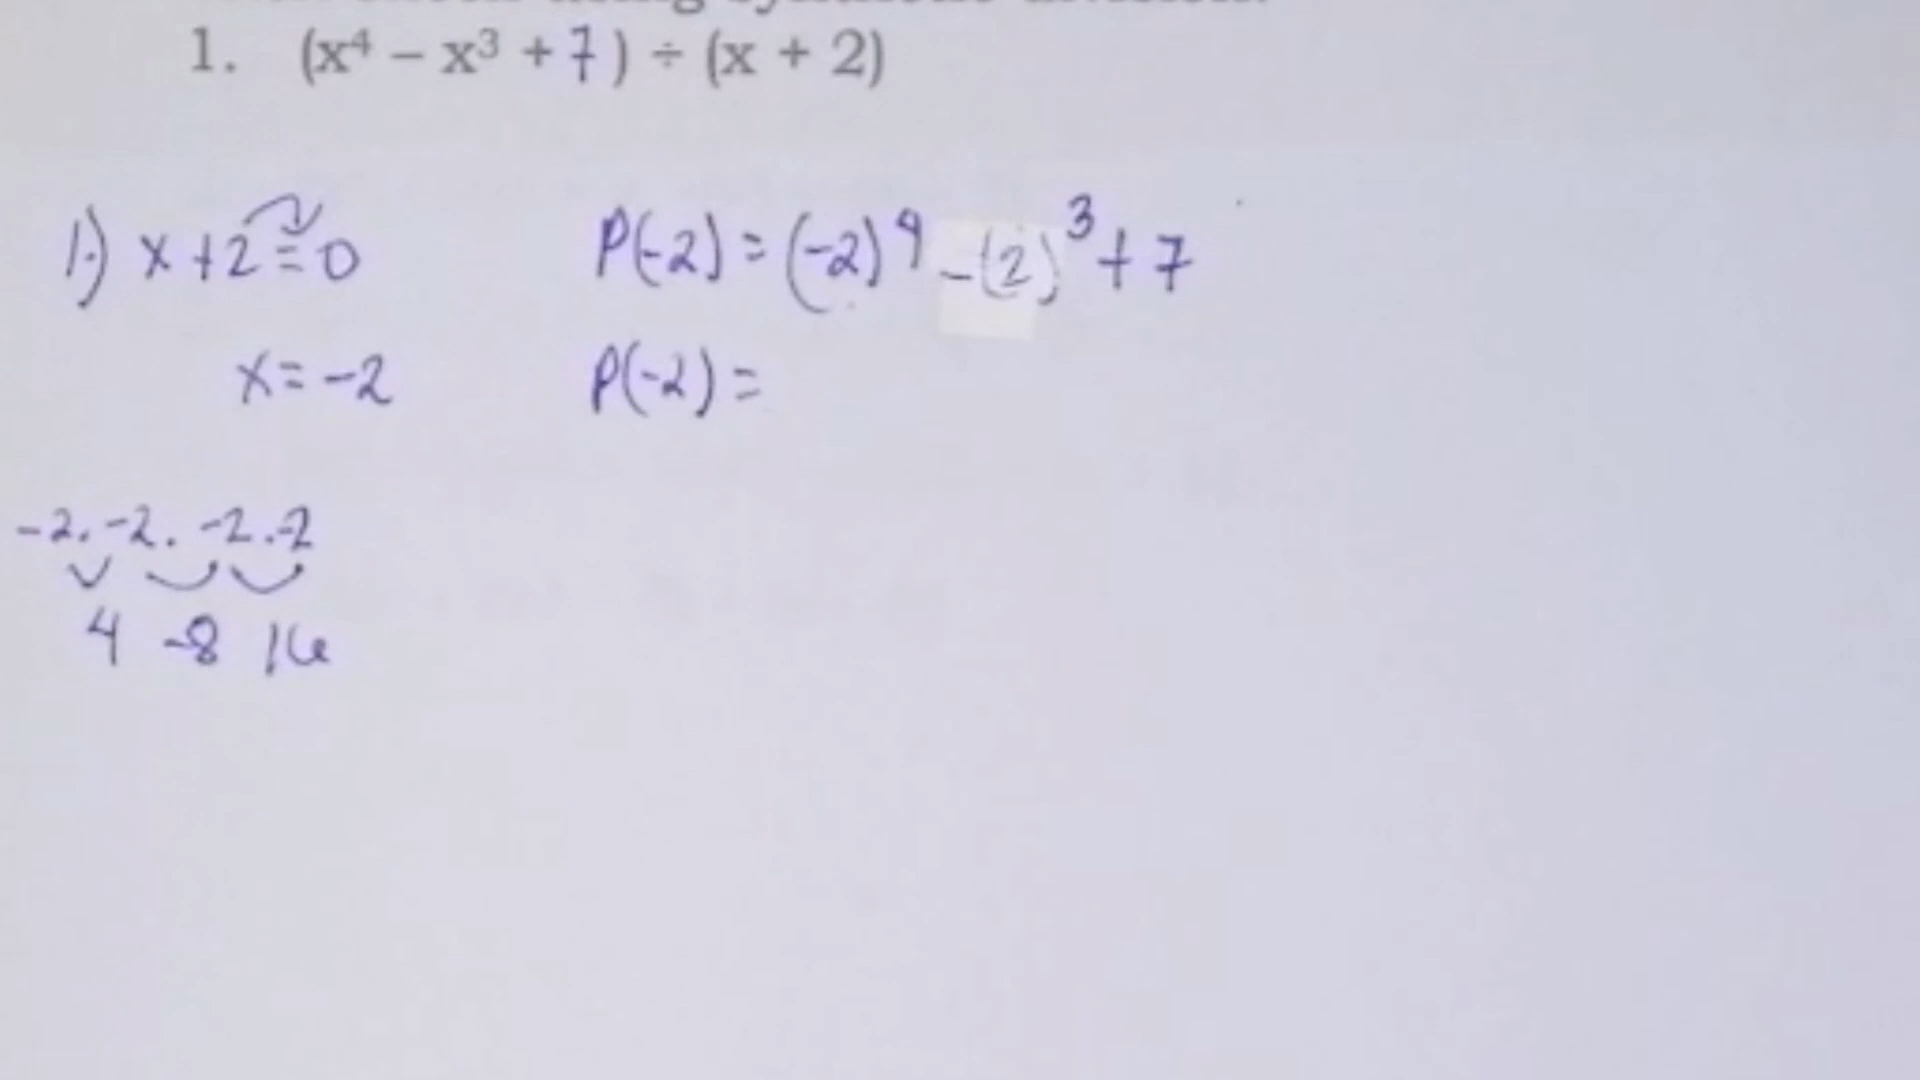 1. (x⁴ – x³ + 7) ÷ (x + 2)
1.) x + 2 = 0
P(-2) = (-2)⁴ - (2)³ + 7
x = -2
P(-2) =
-2 . -2 . -2 . -2
4 -8 16